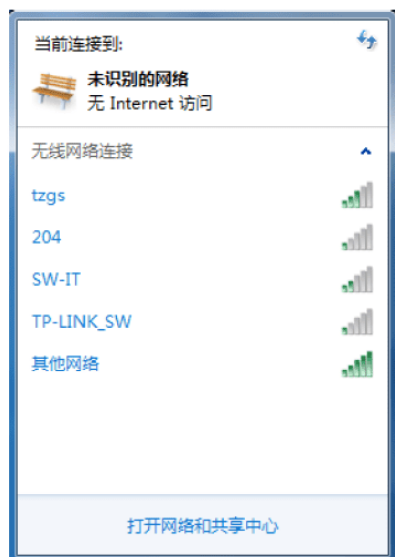 当前连接到:
未识别的网络
无 Internet 访问
无线网络连接
tzgs
204
SW-IT
TP-LINK_SW
其他网络
打开网络和共享中心